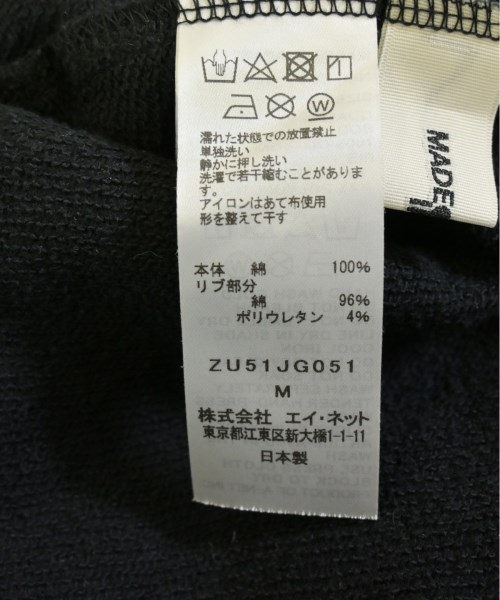 濡れた状態での放置禁止
単独洗い
静かに押し洗い
洗濯で若干縮むことがありま
す。
アイロンはあて布使用
形を整えて干す
本体 綿 100%
リブ部分
綿 96%
ポリウレタン 4%
ZU51JG051
M
株式会社 エイ・ネット
東京都江東区新大橋1-1-11
日本製
MADE